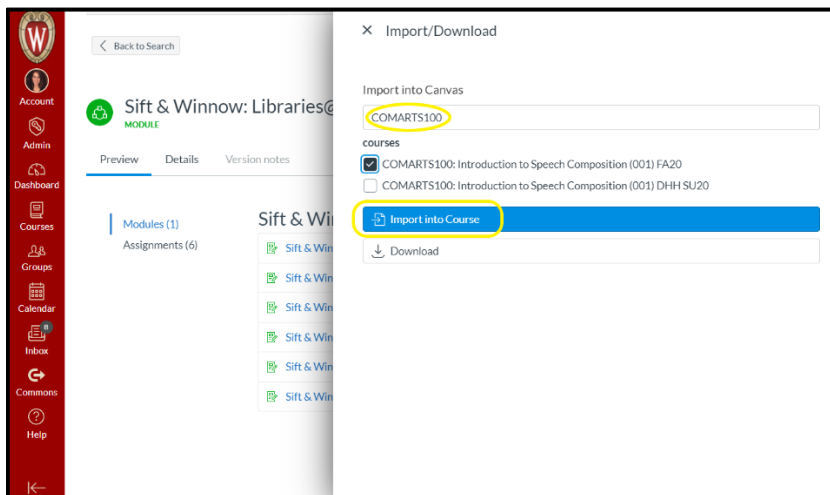 W
Account
Admin
Dashboard
Courses
Groups
Calendar
8
Inbox
Commons
Help
Back to Search
Sift & Winnow: Libraries@
MODULE
Preview Details Version notes
Modules (1)
Assignments (6)
Sift & Wi
Sift & Win
Sift & Win
Sift & Win
Sift & Win
Sift & Win
Sift & Win
Import/Download
Import into Canvas
COMARTS100
courses
COMARTS100: Introduction to Speech Composition (001) FA20
COMARTS100: Introduction to Speech Composition (001) DHH SU20
Import into Course
Download